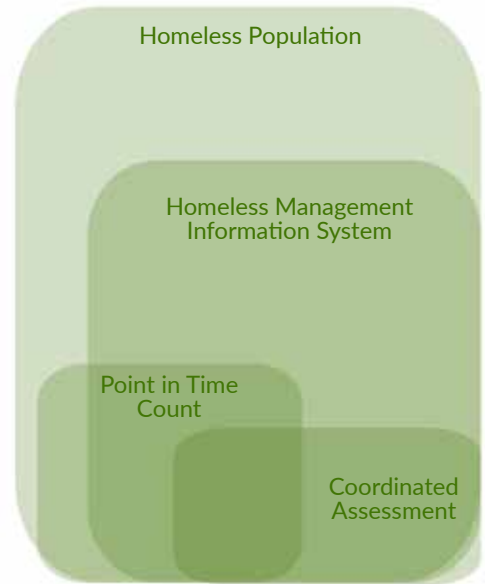 Homeless Population
Homeless Management
Information System
Point in Time
Count
Coordinated
Assessment